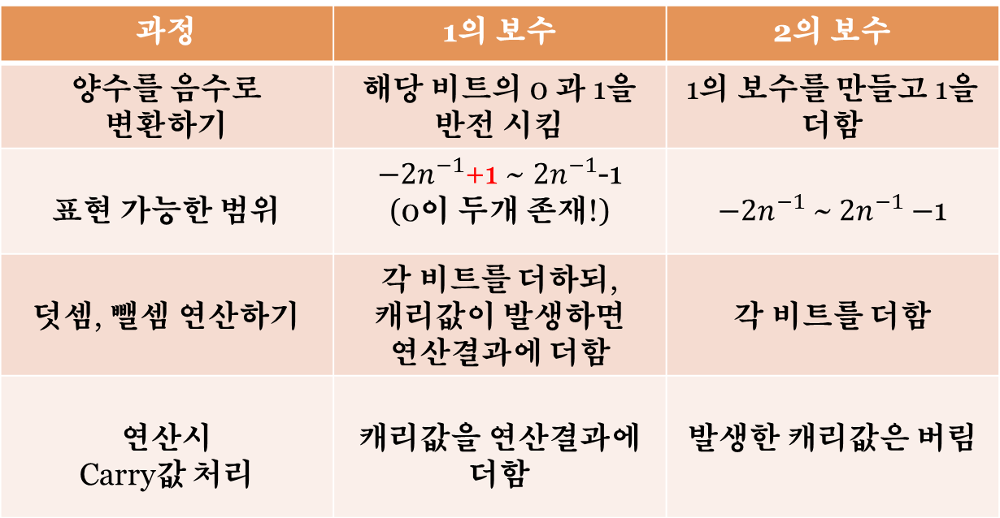 과정
1의 보수
2의 보수
양수를 음수로
변환하기
해당 비트의 0 과 1을
반전 시킴
1의 보수를 만들고 1을
더함
표현 가능한 범위
−2n⁻¹+1 ~ 2n⁻¹-1
(0이 두개 존재!)
−2n⁻¹ ~ 2n⁻¹ −1
덧셈, 뺄셈 연산하기
각 비트를 더하되,
캐리값이 발생하면
연산결과에 더함
각 비트를 더함
연산시
Carry값 처리
캐리값을 연산결과에
더함
발생한 캐리값은 버림